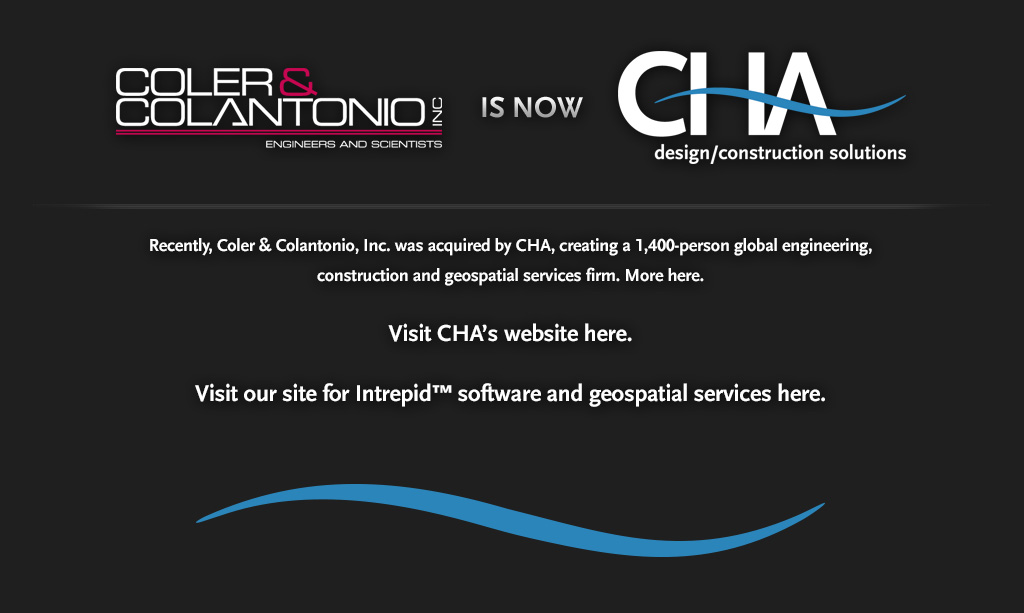 COLER &
COLANTONIO INC
ENGINEERS AND SCIENTISTS
IS NOW
CHA
design/construction solutions
Recently, Coler & Colantonio, Inc. was acquired by CHA, creating a 1,400-person global engineering,
construction and geospatial services firm. More here.
Visit CHA’s website here.
Visit our site for Intrepid™ software and geospatial services here.